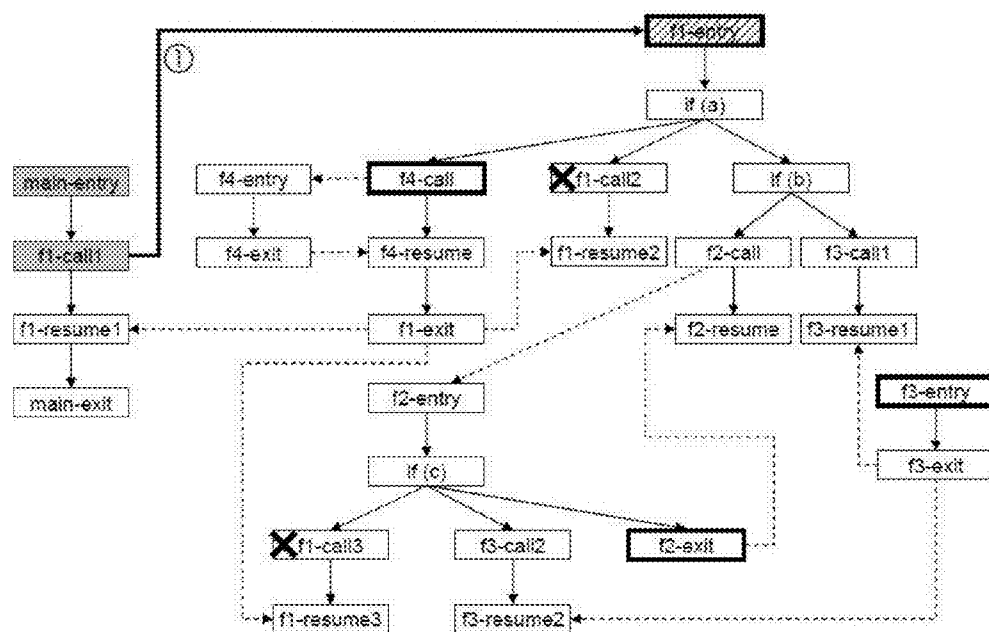 f1-entry
①
if (a)
main-entry
f4-entry
f4-call
f1-call2
if (b)
f1-call1
f4-exit
f4-resume
f1-resume2
f2-call
f3-call1
f1-resume1
f1-exit
f2-resume
f3-resume1
main-exit
f2-entry
f3-entry
if (c)
f3-exit
f1-call3
f3-call2
f2-exit
f1-resume3
f3-resume2